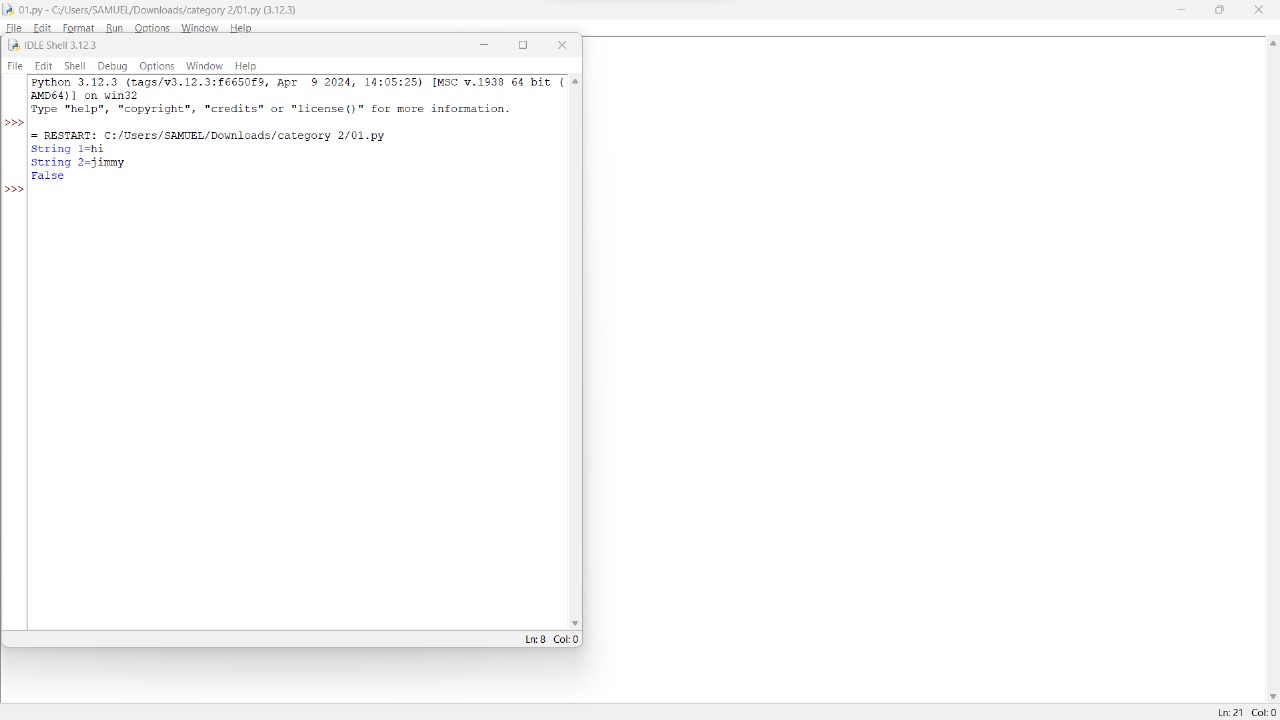 01.py - C:/Users/SAMUEL/Downloads/category 2/01.py (3.12.3)
File Edit Format Run Options Window Help
IDLE Shell 3.12.3
File Edit Shell Debug Options Window Help
Python 3.12.3 (tags/v3.12.3:f6650f9, Apr  9 2024, 14:05:25) [MSC v.1938 64 bit (
AMD64)] on win32
Type "help", "copyright", "credits" or "license()" for more information.
>>>
= RESTART: C:/Users/SAMUEL/Downloads/category 2/01.py
String 1=hi
String 2=jimmy
False
>>>
Ln: 8 Col: 0
Ln: 21 Col: 0